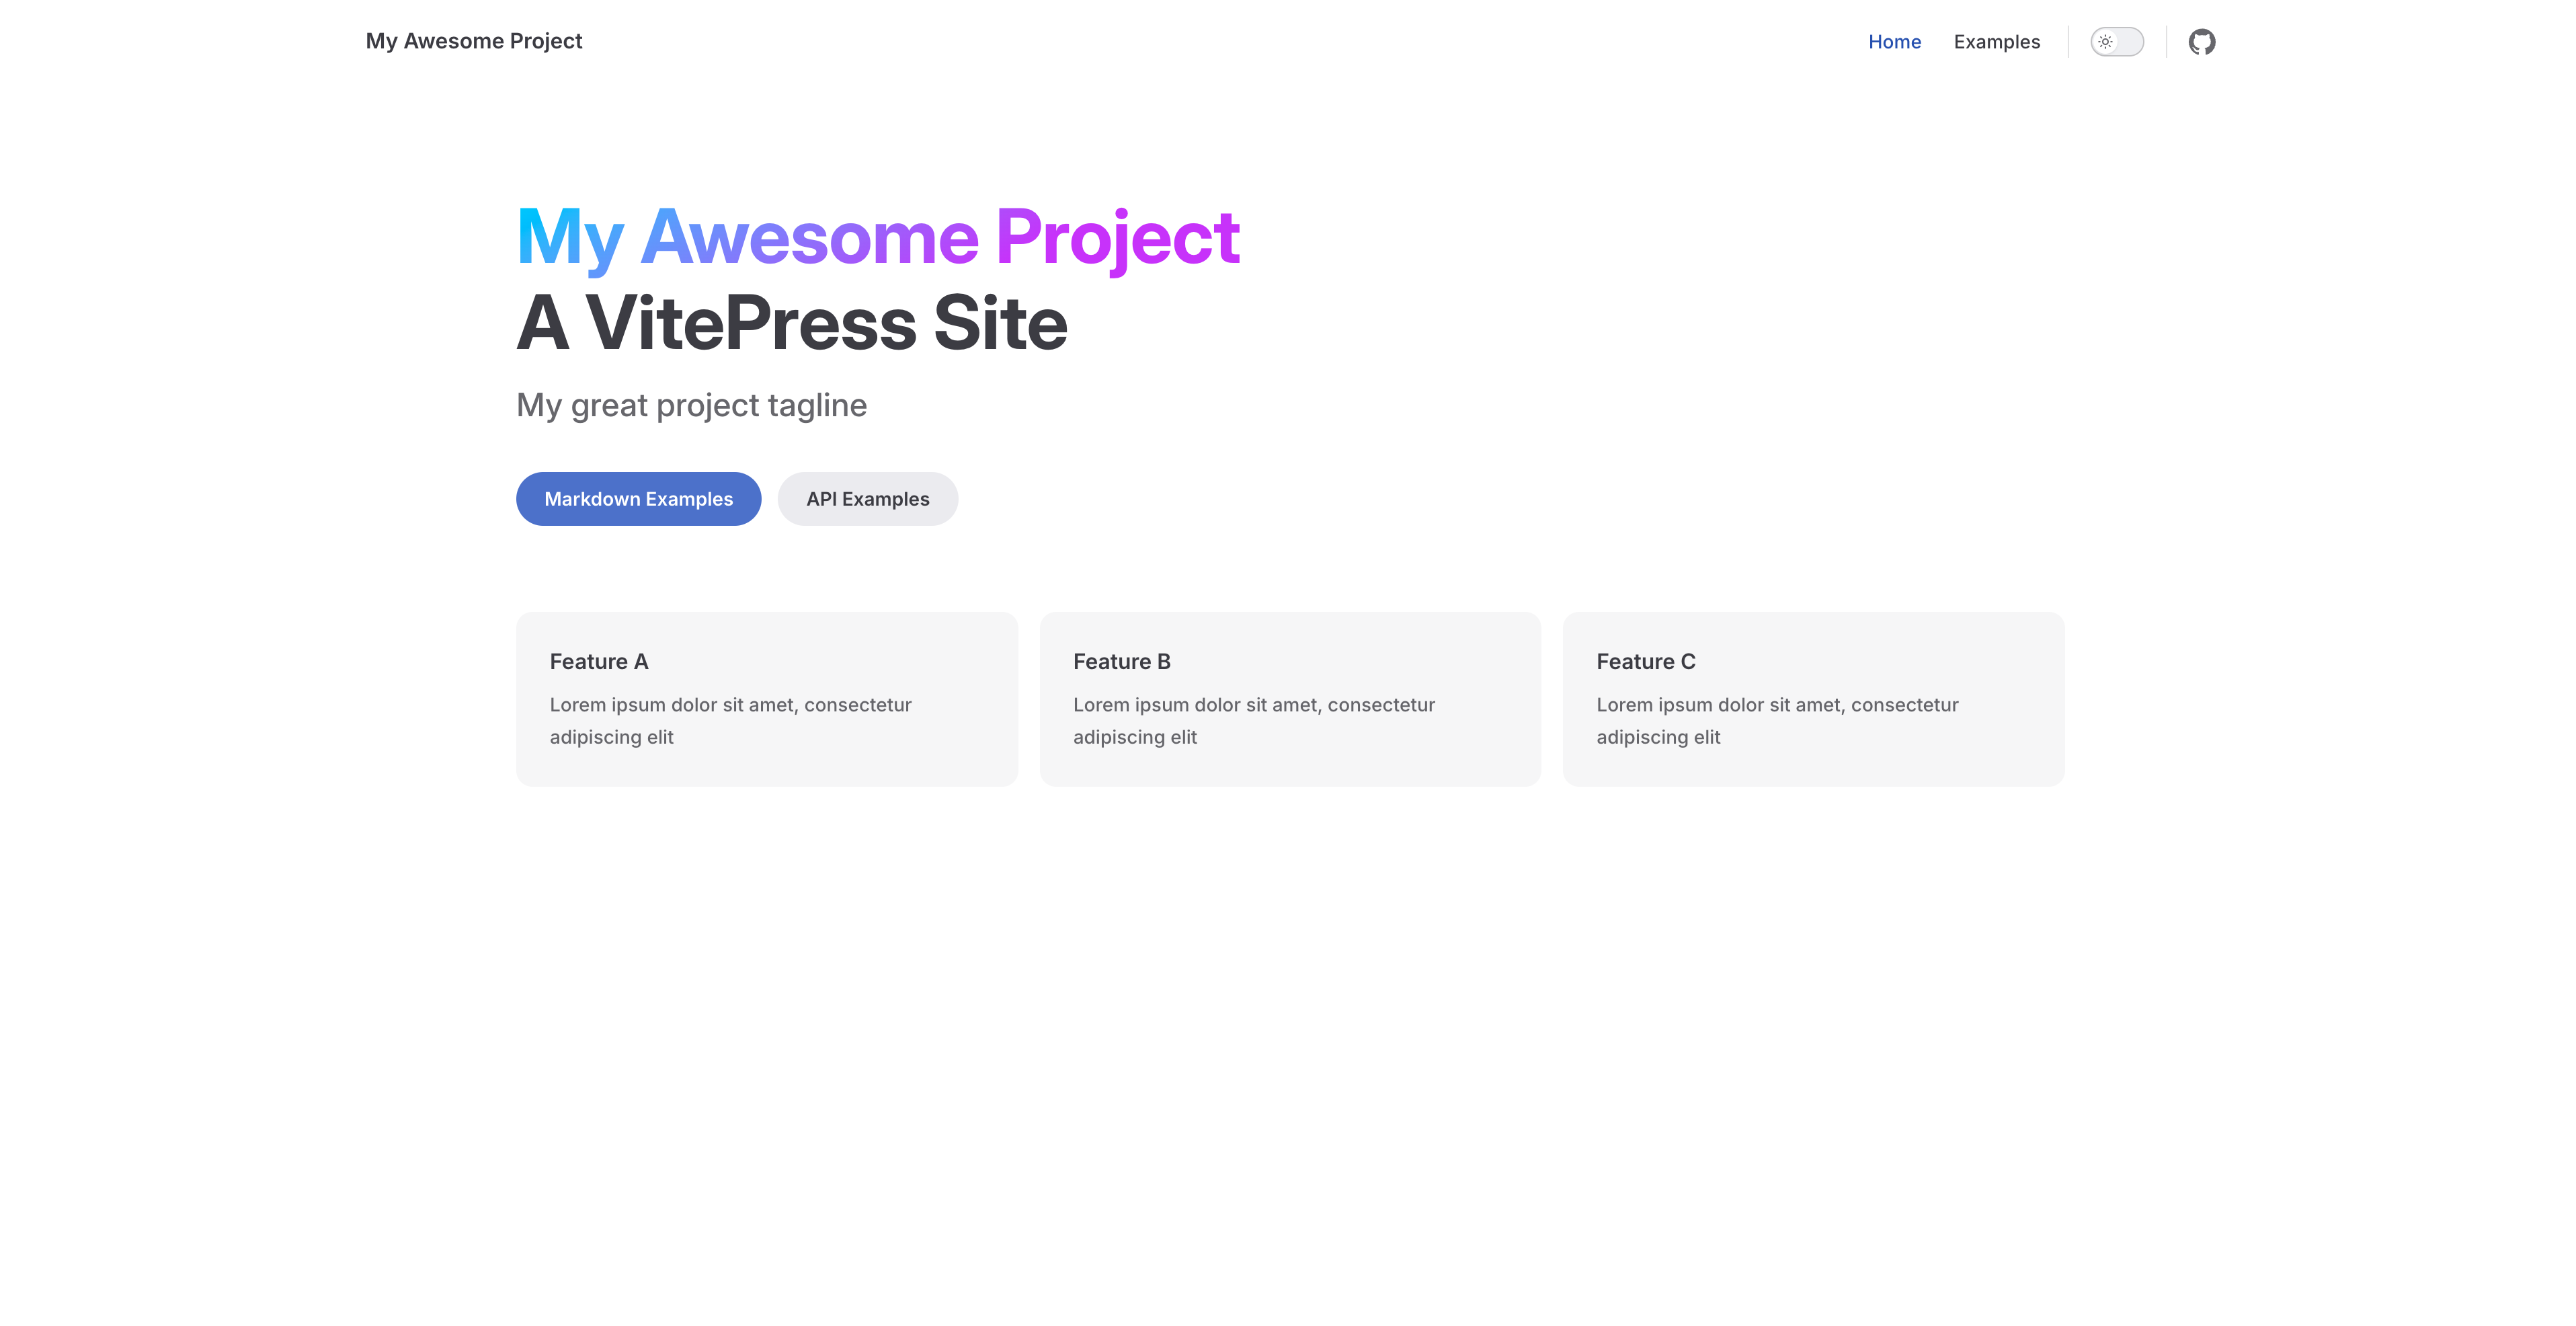 My Awesome Project
Home
Examples
My Awesome Project
A VitePress Site
My great project tagline
Markdown Examples
API Examples
Feature A
Lorem ipsum dolor sit amet, consectetur
adipiscing elit
Feature B
Lorem ipsum dolor sit amet, consectetur
adipiscing elit
Feature C
Lorem ipsum dolor sit amet, consectetur
adipiscing elit